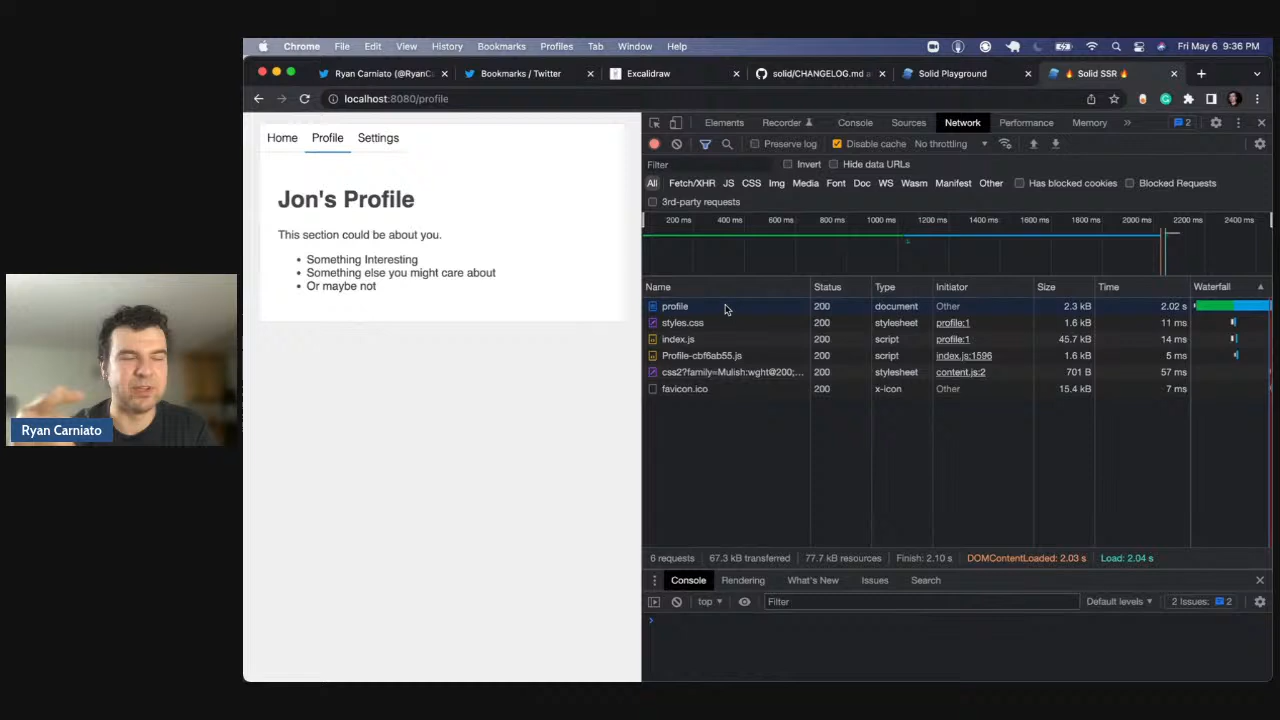 Chrome File Edit View History Bookmarks Profiles Tab Window Help Fri May 6 9:36 PM
Ryan Carniato (@RyanCa Bookmarks / Twitter Excalidraw solid/CHANGELOG.md a Solid Playground 🔥 Solid SSR 🔥
localhost:8080/profile
Home Profile Settings
Jon's Profile
This section could be about you.
• Something Interesting
• Something else you might care about
• Or maybe not
Ryan Carniato
Elements Recorder Console Sources Network Performance Memory » 2
Preserve log Disable cache No throttling
Filter Invert Hide data URLs
All Fetch/XHR JS CSS Img Media Font Doc WS Wasm Manifest Other Has blocked cookies Blocked Requests
3rd-party requests
200 ms 400 ms 600 ms 800 ms 1000 ms 1200 ms 1400 ms 1600 ms 1800 ms 2000 ms 2200 ms 2400 ms
Name Status Type Initiator Size Time Waterfall
profile 200 document Other 2.3 kB 2.02 s
styles.css 200 stylesheet profile:1 1.6 kB 11 ms
index.js 200 script profile:1 45.7 kB 14 ms
Profile-cbf6ab55.js 200 script index.js:1596 1.6 kB 5 ms
css2?family=Mulish:wght@200;... 200 stylesheet content.js:2 701 B 57 ms
favicon.ico 200 x-icon Other 15.4 kB 7 ms
6 requests 67.3 kB transferred 77.7 kB resources Finish: 2.10 s DOMContentLoaded: 2.03 s Load: 2.04 s
Console Rendering What's New Issues Search
top Filter Default levels 2 Issues: 2